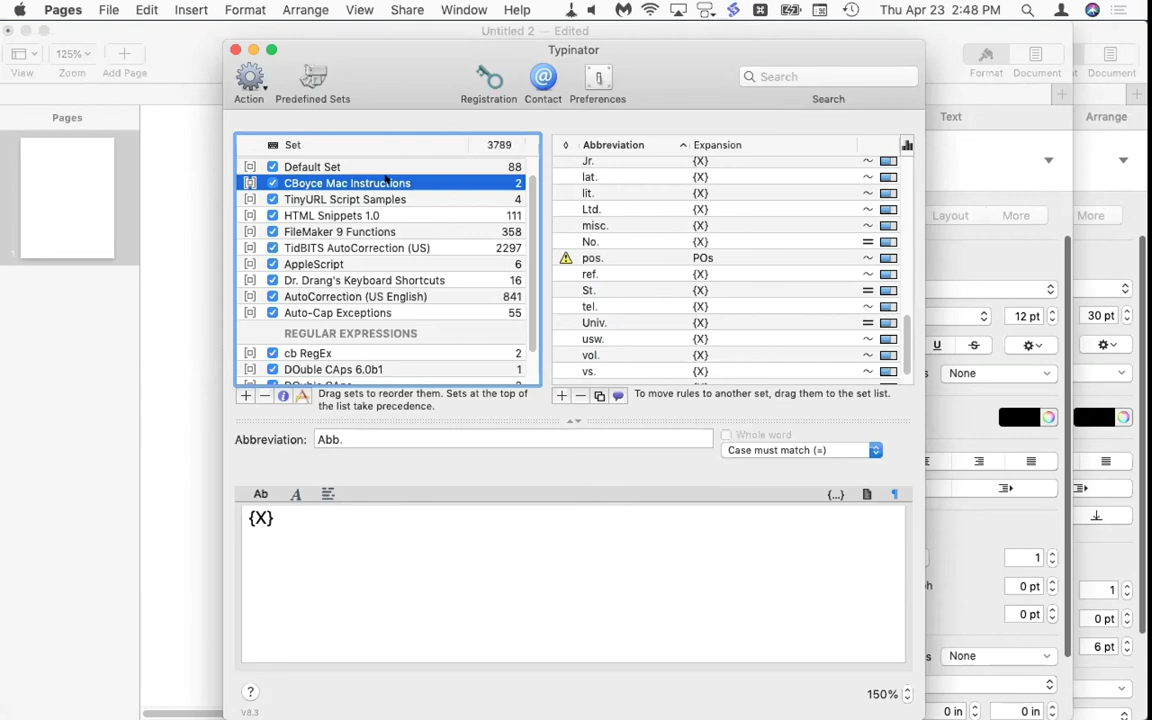 Pages File Edit Insert Format Arrange View Share Window Help Thu Apr 23 2:48 PM
Untitled 2 — Edited
Typinator
125%
View Zoom Add Page
Format Document
Document
Action Predefined Sets Registration Contact Preferences
Search
Search
Pages
Text
Arrange
1
Set 3789
Default Set 88
CBoyce Mac Instructions 2
TinyURL Script Samples 4
HTML Snippets 1.0 111
FileMaker 9 Functions 358
TidBITS AutoCorrection (US) 2297
AppleScript 6
Dr. Drang's Keyboard Shortcuts 16
AutoCorrection (US English) 841
Auto-Cap Exceptions 55
REGULAR EXPRESSIONS
cb RegEx 2
DOuble CAps 6.0b1 1
Abbreviation Expansion
Jr. {X} ~
lat. {X} ~
lit. {X} ~
Ltd. {X} ~
misc. {X} ~
No. {X} =
pos. POs ~
ref. {X} ~
St. {X} =
tel. {X} ~
Univ. {X} =
usw. {X} ~
vol. {X} ~
vs. {X} ~
Drag sets to reorder them. Sets at the top of
the list take precedence.
To move rules to another set, drag them to the set list.
Abbreviation: Abb.
Whole word
Case must match (=)
Ab A {...} ¶
{X}
?
V8.3
150%
Layout More
More
12 pt
30 pt
U S
s None
1
h 0 pt
0 pt
1
0 pt
6 pt
s None
0 in 0 in